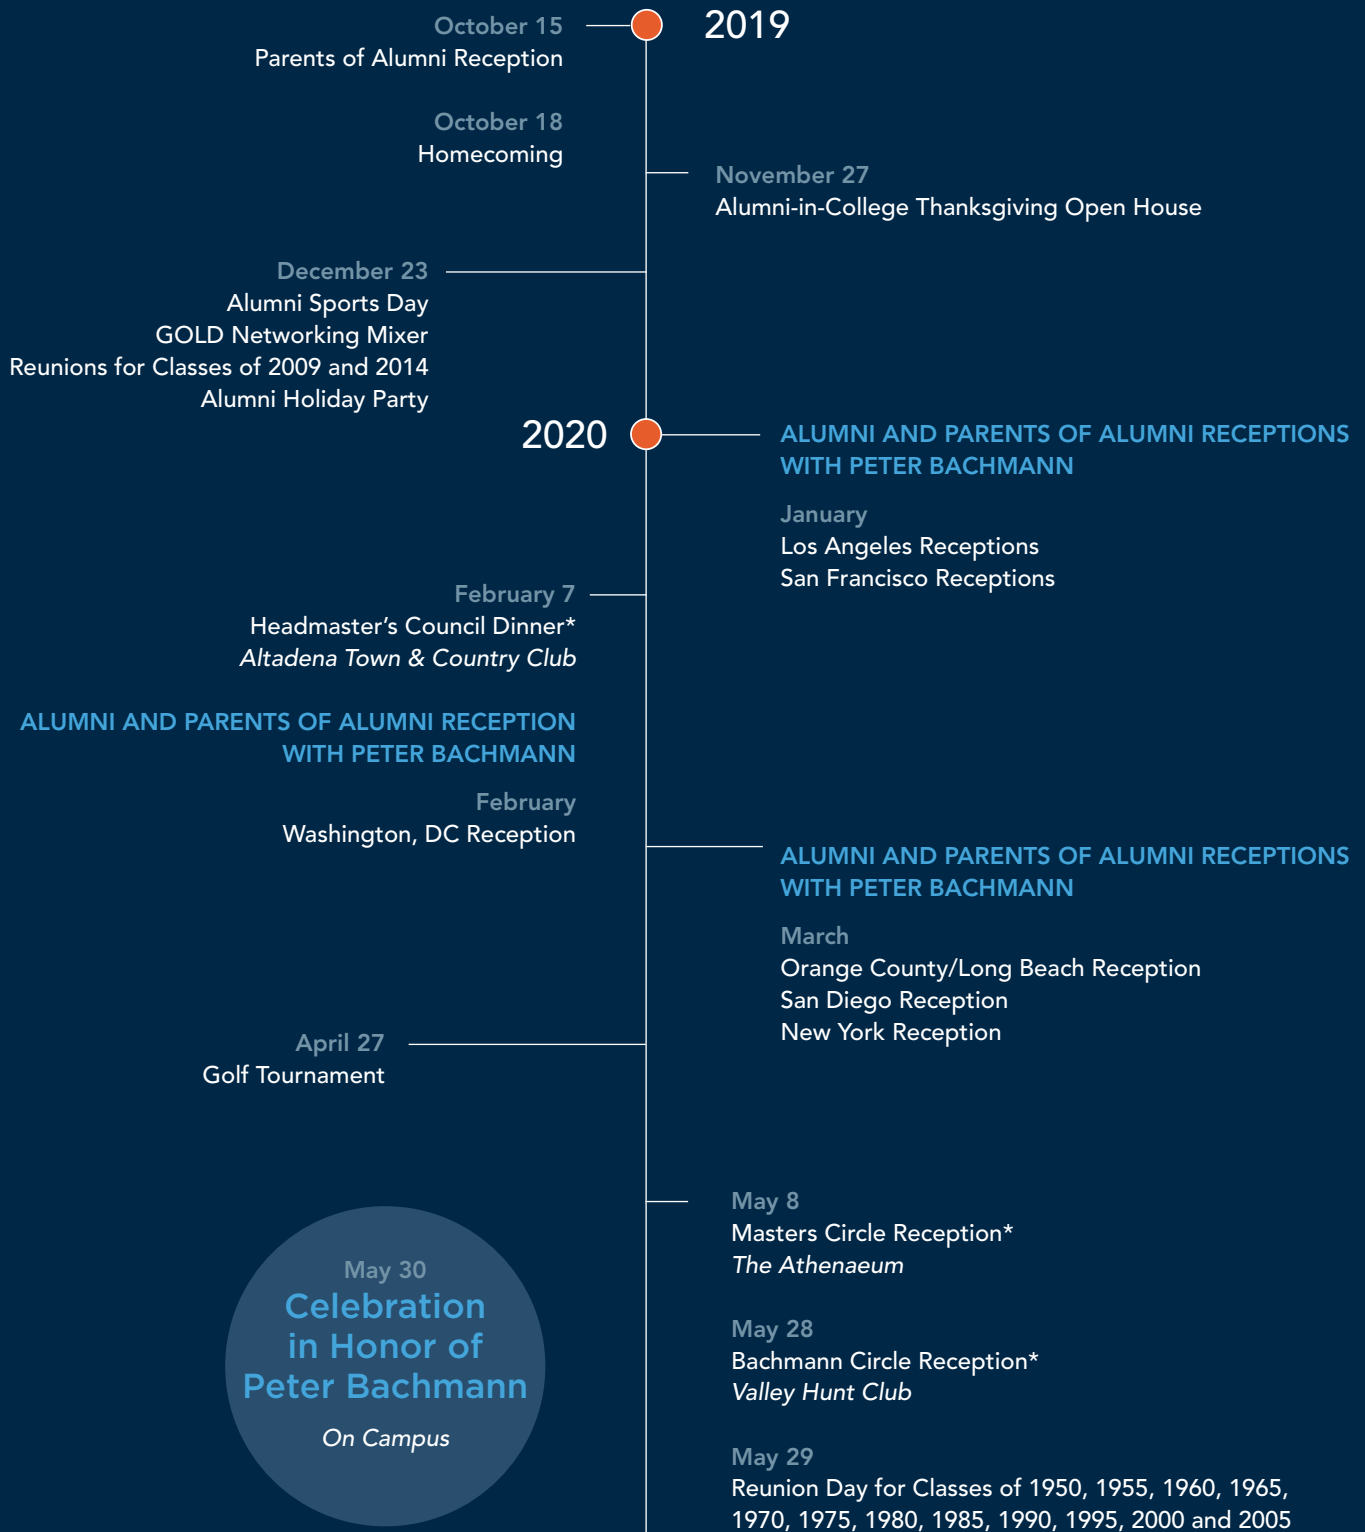 2019
October 15
Parents of Alumni Reception
October 18
Homecoming
November 27
Alumni-in-College Thanksgiving Open House
December 23
Alumni Sports Day
GOLD Networking Mixer
Reunions for Classes of 2009 and 2014
Alumni Holiday Party
2020
ALUMNI AND PARENTS OF ALUMNI RECEPTIONS
WITH PETER BACHMANN
January
Los Angeles Receptions
San Francisco Receptions
February 7
Headmaster’s Council Dinner*
Altadena Town & Country Club
ALUMNI AND PARENTS OF ALUMNI RECEPTION
WITH PETER BACHMANN
February
Washington, DC Reception
ALUMNI AND PARENTS OF ALUMNI RECEPTIONS
WITH PETER BACHMANN
March
Orange County/Long Beach Reception
San Diego Reception
New York Reception
April 27
Golf Tournament
May 8
Masters Circle Reception*
The Athenaeum
May 28
Bachmann Circle Reception*
Valley Hunt Club
May 29
Reunion Day for Classes of 1950, 1955, 1960, 1965,
1970, 1975, 1980, 1985, 1990, 1995, 2000 and 2005
May 30
Celebration
in Honor of
Peter Bachmann
On Campus